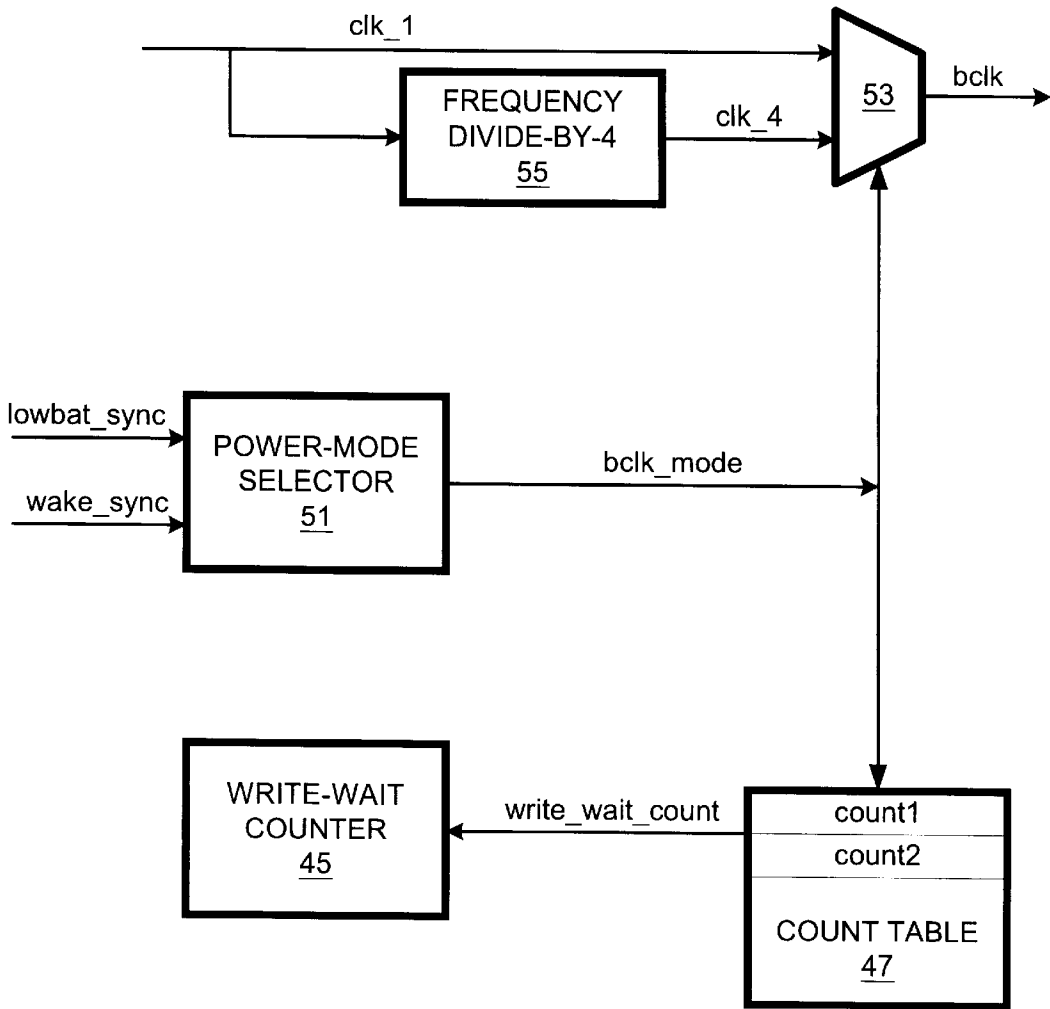 clk_1
FREQUENCY
DIVIDE-BY-4
55
clk_4
53
bclk
lowbat_sync
wake_sync
POWER-MODE
SELECTOR
51
bclk_mode
WRITE-WAIT
COUNTER
45
write_wait_count
count1
count2
COUNT TABLE
47